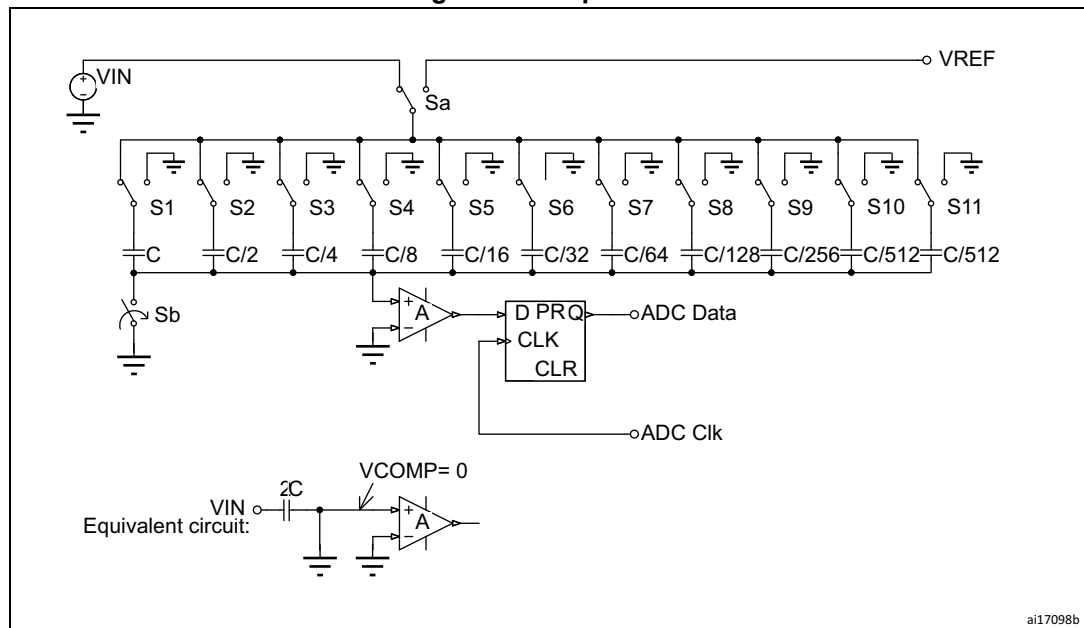 VIN
VREF
Sa
S1 S2 S3 S4 S5 S6 S7 S8 S9 S10 S11
C C/2 C/4 C/8 C/16 C/32 C/64 C/128 C/256 C/512 C/512
Sb
+
A
−
D PR Q
CLK
CLR
ADC Data
ADC Clk
VCOMP= 0
2C
VIN
Equivalent circuit:
+
A
−
ai17098b